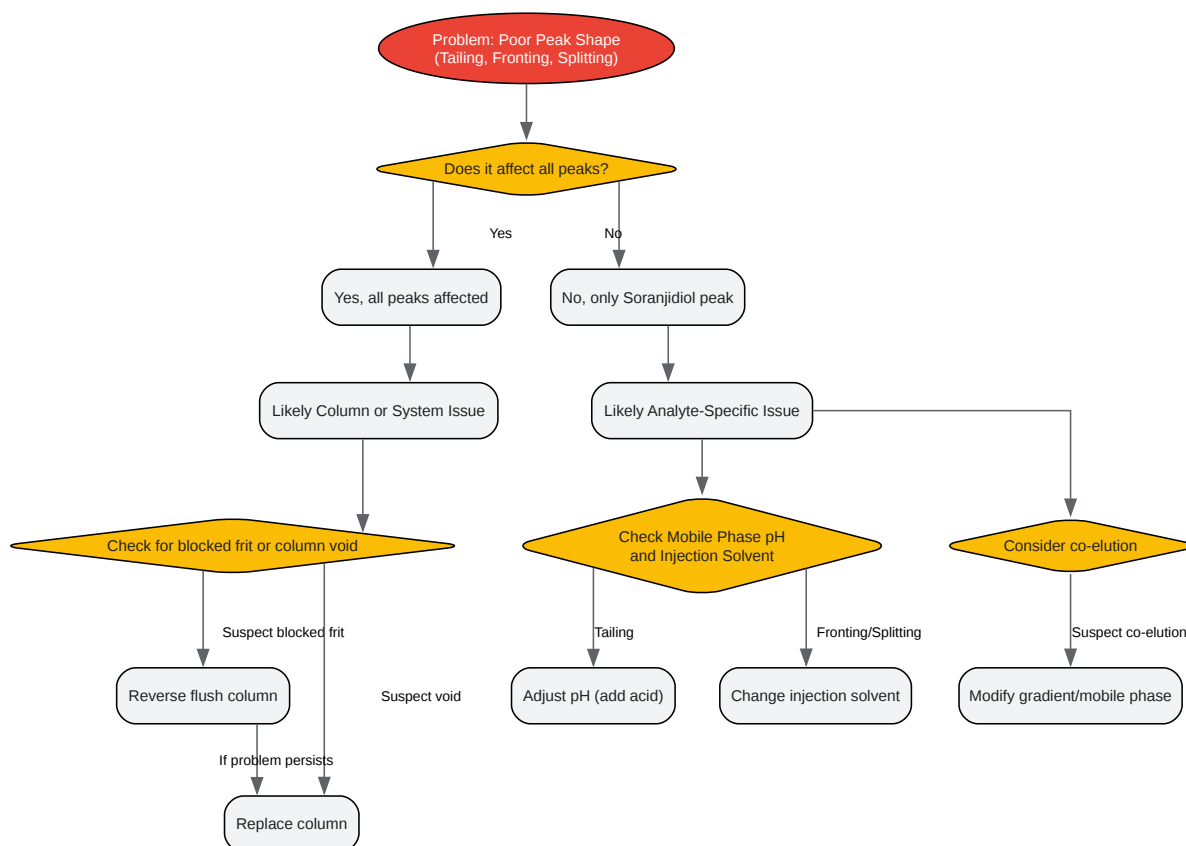 Problem: Poor Peak Shape
(Tailing, Fronting, Splitting)
Does it affect all peaks?
Yes
No
Yes, all peaks affected
No, only Soranjidiol peak
Likely Column or System Issue
Likely Analyte-Specific Issue
Check for blocked frit or column void
Check Mobile Phase pH
and Injection Solvent
Consider co-elution
Suspect blocked frit
Tailing
Fronting/Splitting
Suspect co-elution
Reverse flush column
Suspect void
Adjust pH (add acid)
Change injection solvent
Modify gradient/mobile phase
If problem persists
Replace column